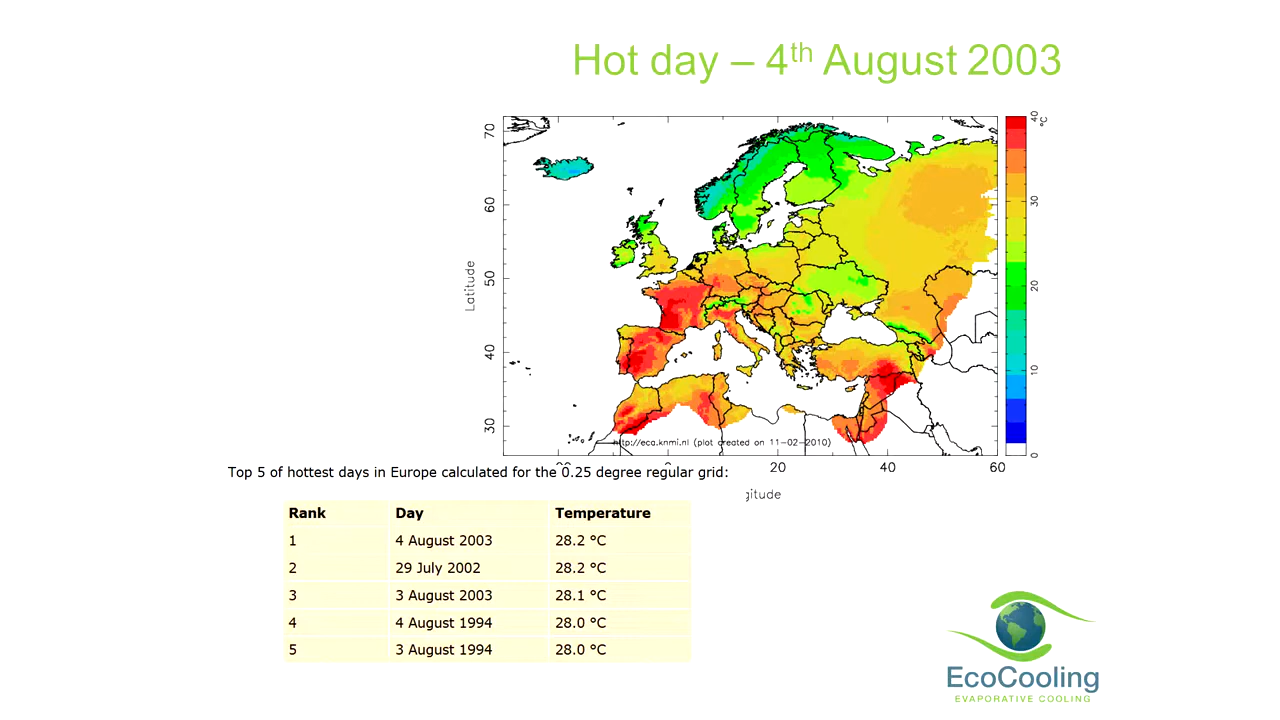 Hot day – 4th August 2003
40
°C
70
60
50
40
30
Latitude
30
20
10
0
http://eca.knmi.nl (plot created on 11-02-2010)
0
20
40
60
Top 5 of hottest days in Europe calculated for the 0.25 degree regular grid:
gitude
Rank Day Temperature
1 4 August 2003 28.2 °C
2 29 July 2002 28.2 °C
3 3 August 2003 28.1 °C
4 4 August 1994 28.0 °C
5 3 August 1994 28.0 °C
EcoCooling
EVAPORATIVE COOLING